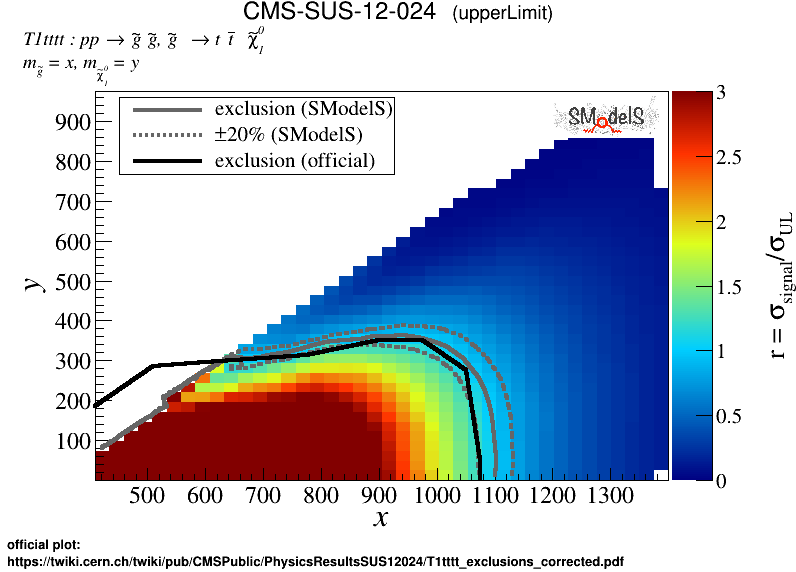 CMS-SUS-12-024 (upperLimit)
T1tttt : pp → g̃ g̃, g̃ → t t̄ χ̃⁰₁
m_g̃ = x, m_χ̃⁰₁ = y
exclusion (SModelS)
±20% (SModelS)
exclusion (official)
SModelS
y
900
800
700
600
500
400
300
200
100
500 600 700 800 900 1000 1100 1200 1300
x
3
2.5
2
1.5
1
0.5
0
r = σsignal/σUL
official plot:
https://twiki.cern.ch/twiki/pub/CMSPublic/PhysicsResultsSUS12024/T1tttt_exclusions_corrected.pdf